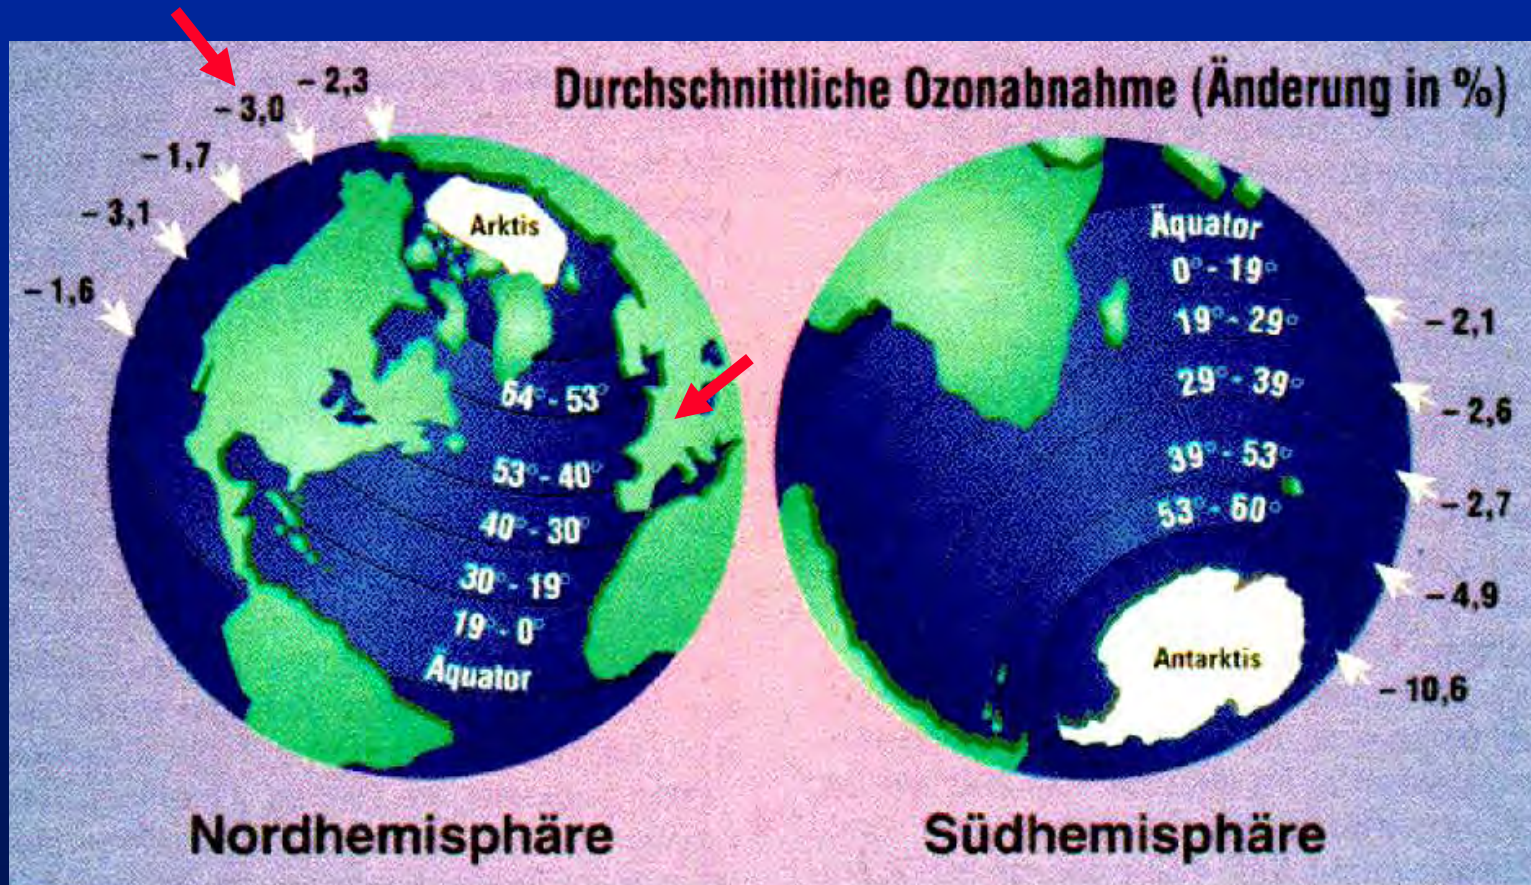 Durchschnittliche Ozonabnahme (Änderung in %)
- 2,3
- 3,0
- 1,7
- 3,1
- 1,6
Arktis
64° - 53°
53° - 40°
40° - 30°
30° - 19°
19° - 0°
Äquator
Nordhemisphäre
Äquator
0° - 19°
19° - 29°
29° - 39°
39° - 53°
53° - 60°
Antarktis
- 2,1
- 2,6
- 2,7
- 4,9
- 10,6
Südhemisphäre